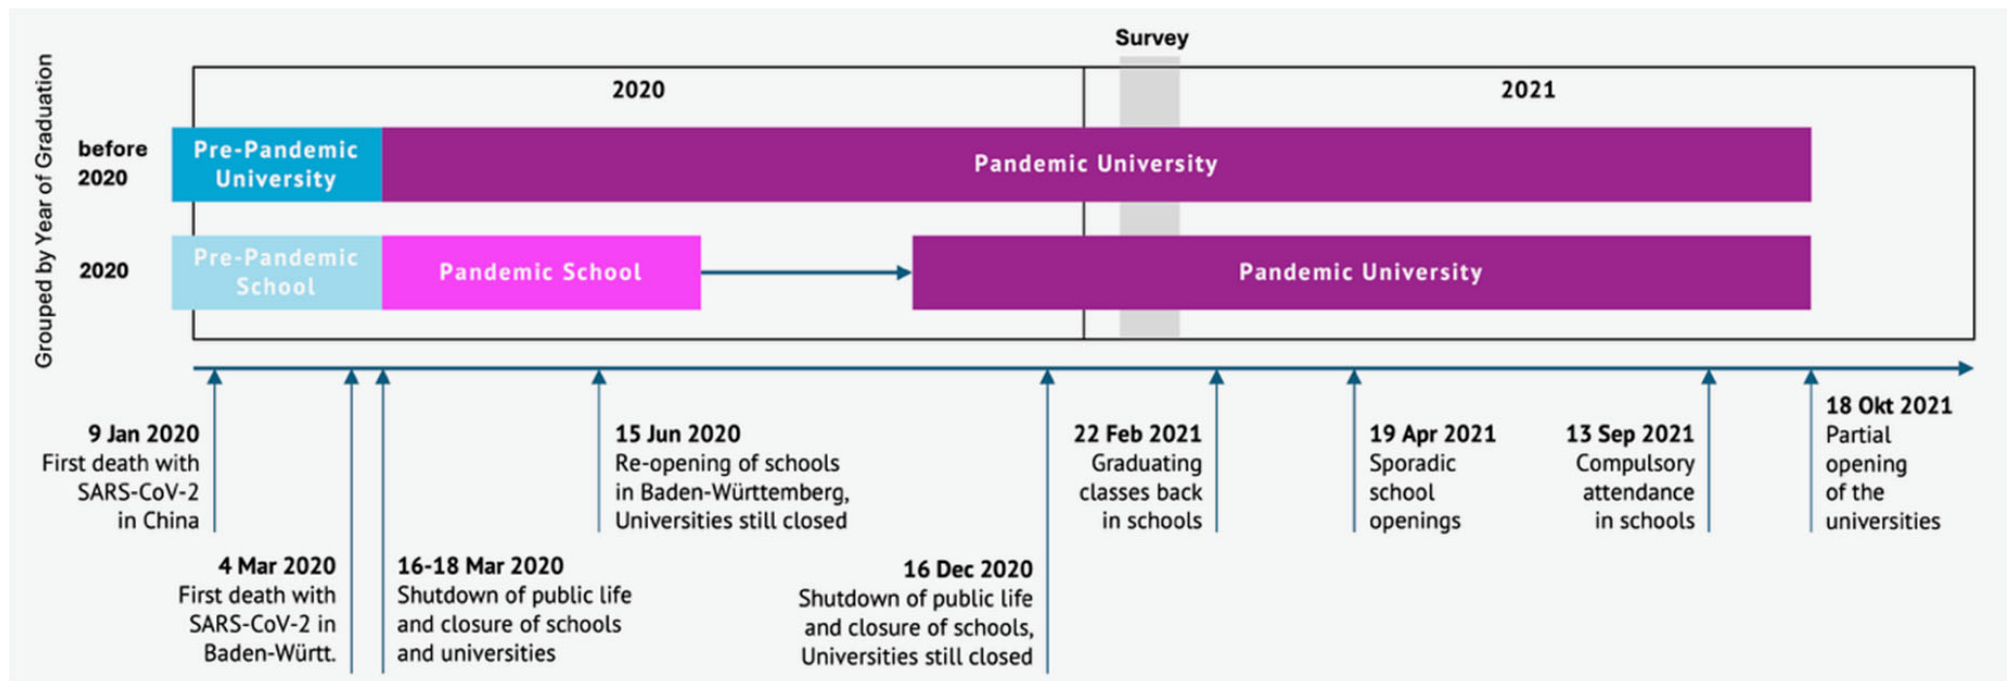 Survey
2020
2021
Grouped by Year of Graduation
before
2020
Pre-Pandemic
University
Pandemic University
2020
Pre-Pandemic
School
Pandemic School
Pandemic University
9 Jan 2020
First death with
SARS-CoV-2
in China
4 Mar 2020
First death with
SARS-CoV-2 in
Baden-Württ.
16-18 Mar 2020
Shutdown of public life
and closure of schools
and universities
15 Jun 2020
Re-opening of schools
in Baden-Württemberg,
Universities still closed
16 Dec 2020
Shutdown of public life
and closure of schools,
Universities still closed
22 Feb 2021
Graduating
classes back
in schools
19 Apr 2021
Sporadic
school
openings
13 Sep 2021
Compulsory
attendance
in schools
18 Okt 2021
Partial
opening
of the
universities